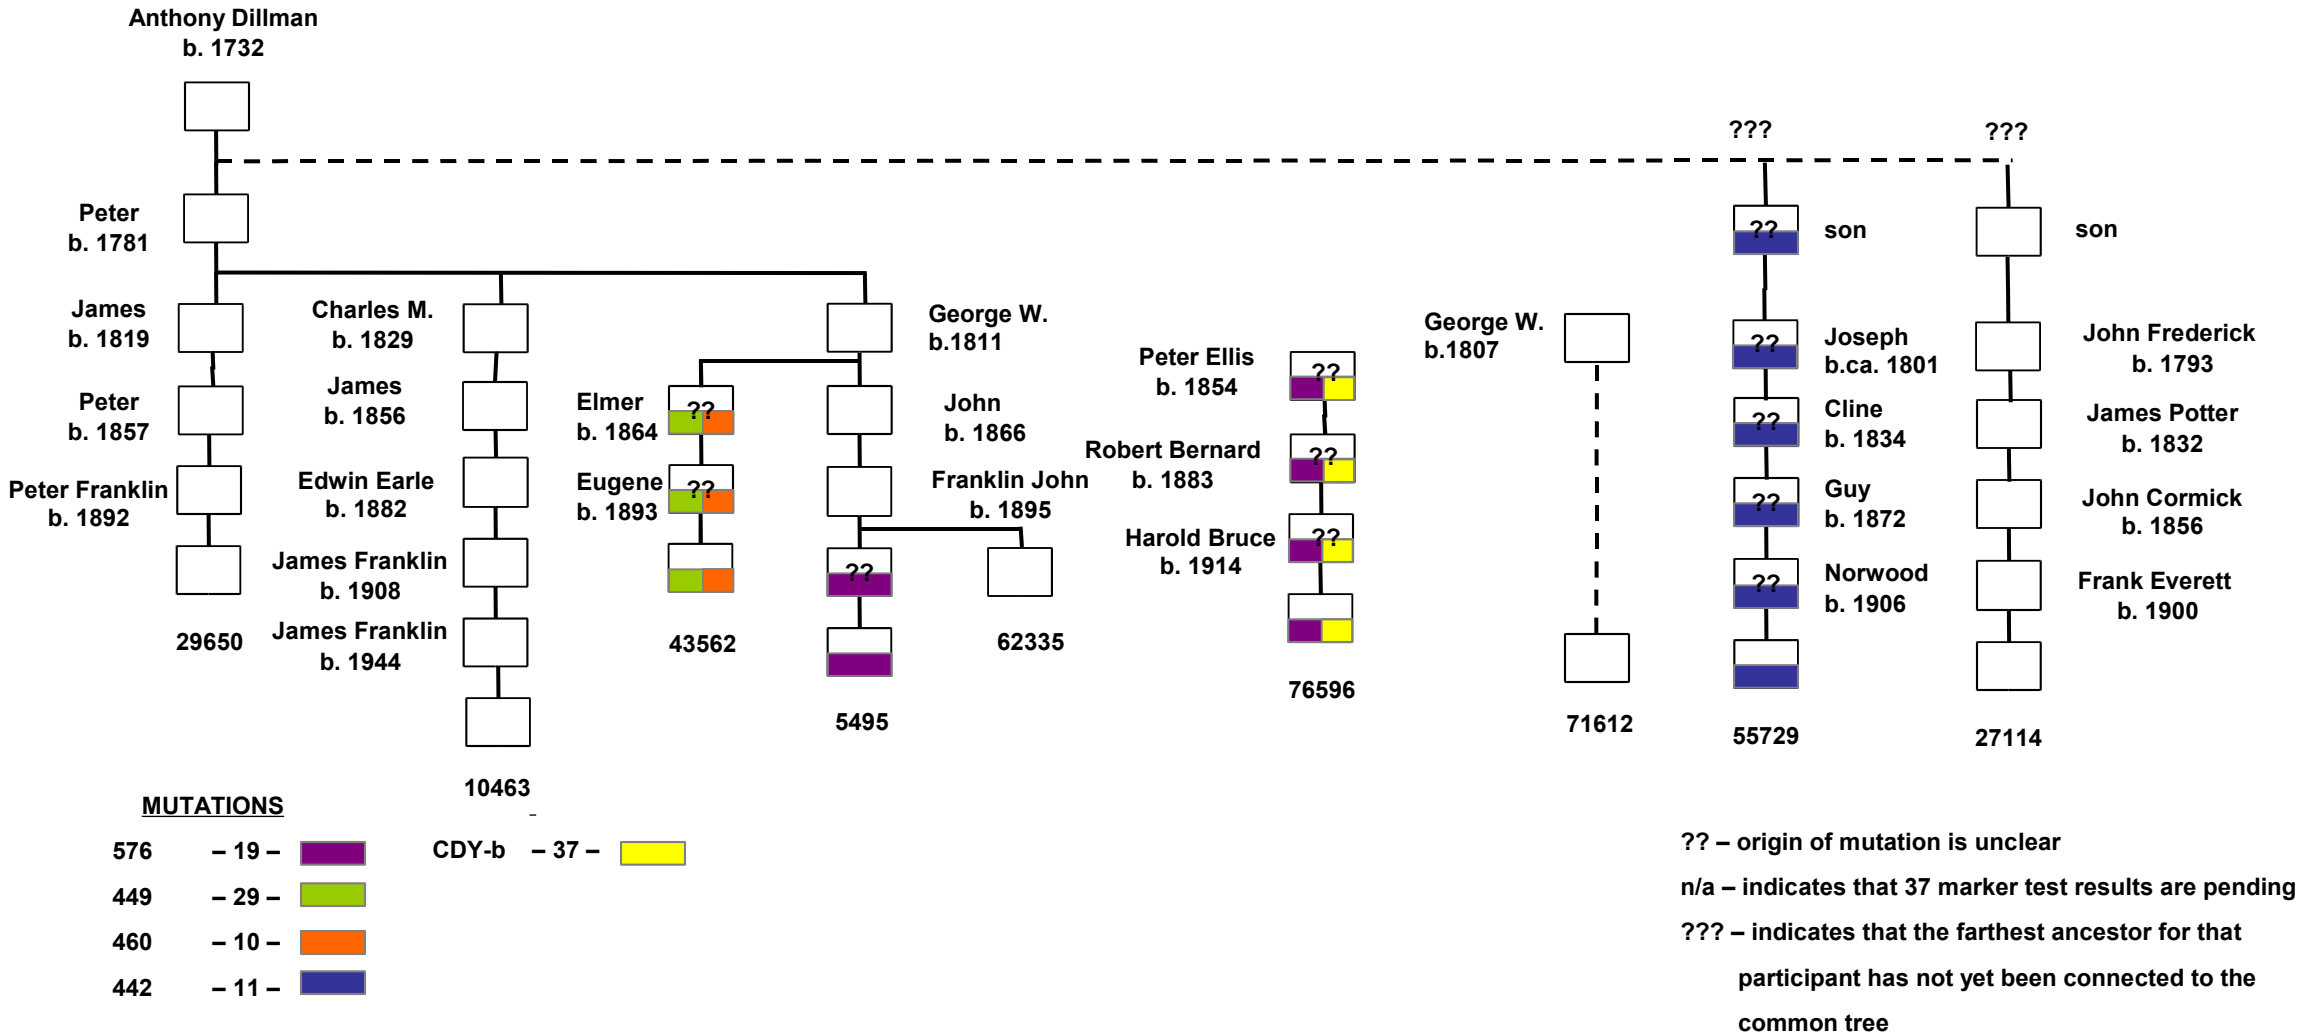 Anthony Dillman
b. 1732
???
???
Peter
b. 1781
??
son
son
James
b. 1819
Charles M.
b. 1829
George W.
b.1811
Peter Ellis
b. 1854
??
George W.
b.1807
??
Joseph
b.ca. 1801
John Frederick
b. 1793
Peter
b. 1857
James
b. 1856
Elmer
b. 1864
??
John
b. 1866
Robert Bernard
b. 1883
??
??
Cline
b. 1834
James Potter
b. 1832
Peter Franklin
b. 1892
Edwin Earle
b. 1882
Eugene
b. 1893
??
Franklin John
b. 1895
Harold Bruce
b. 1914
??
??
Guy
b. 1872
John Cormick
b. 1856
James Franklin
b. 1908
??
??
Norwood
b. 1906
Frank Everett
b. 1900
29650
James Franklin
b. 1944
43562
62335
76596
5495
71612
55729
27114
10463
–
MUTATIONS
576 – 19 –
CDY-b – 37 –
449 – 29 –
460 – 10 –
442 – 11 –
?? – origin of mutation is unclear
n/a – indicates that 37 marker test results are pending
??? – indicates that the farthest ancestor for that
participant has not yet been connected to the
common tree